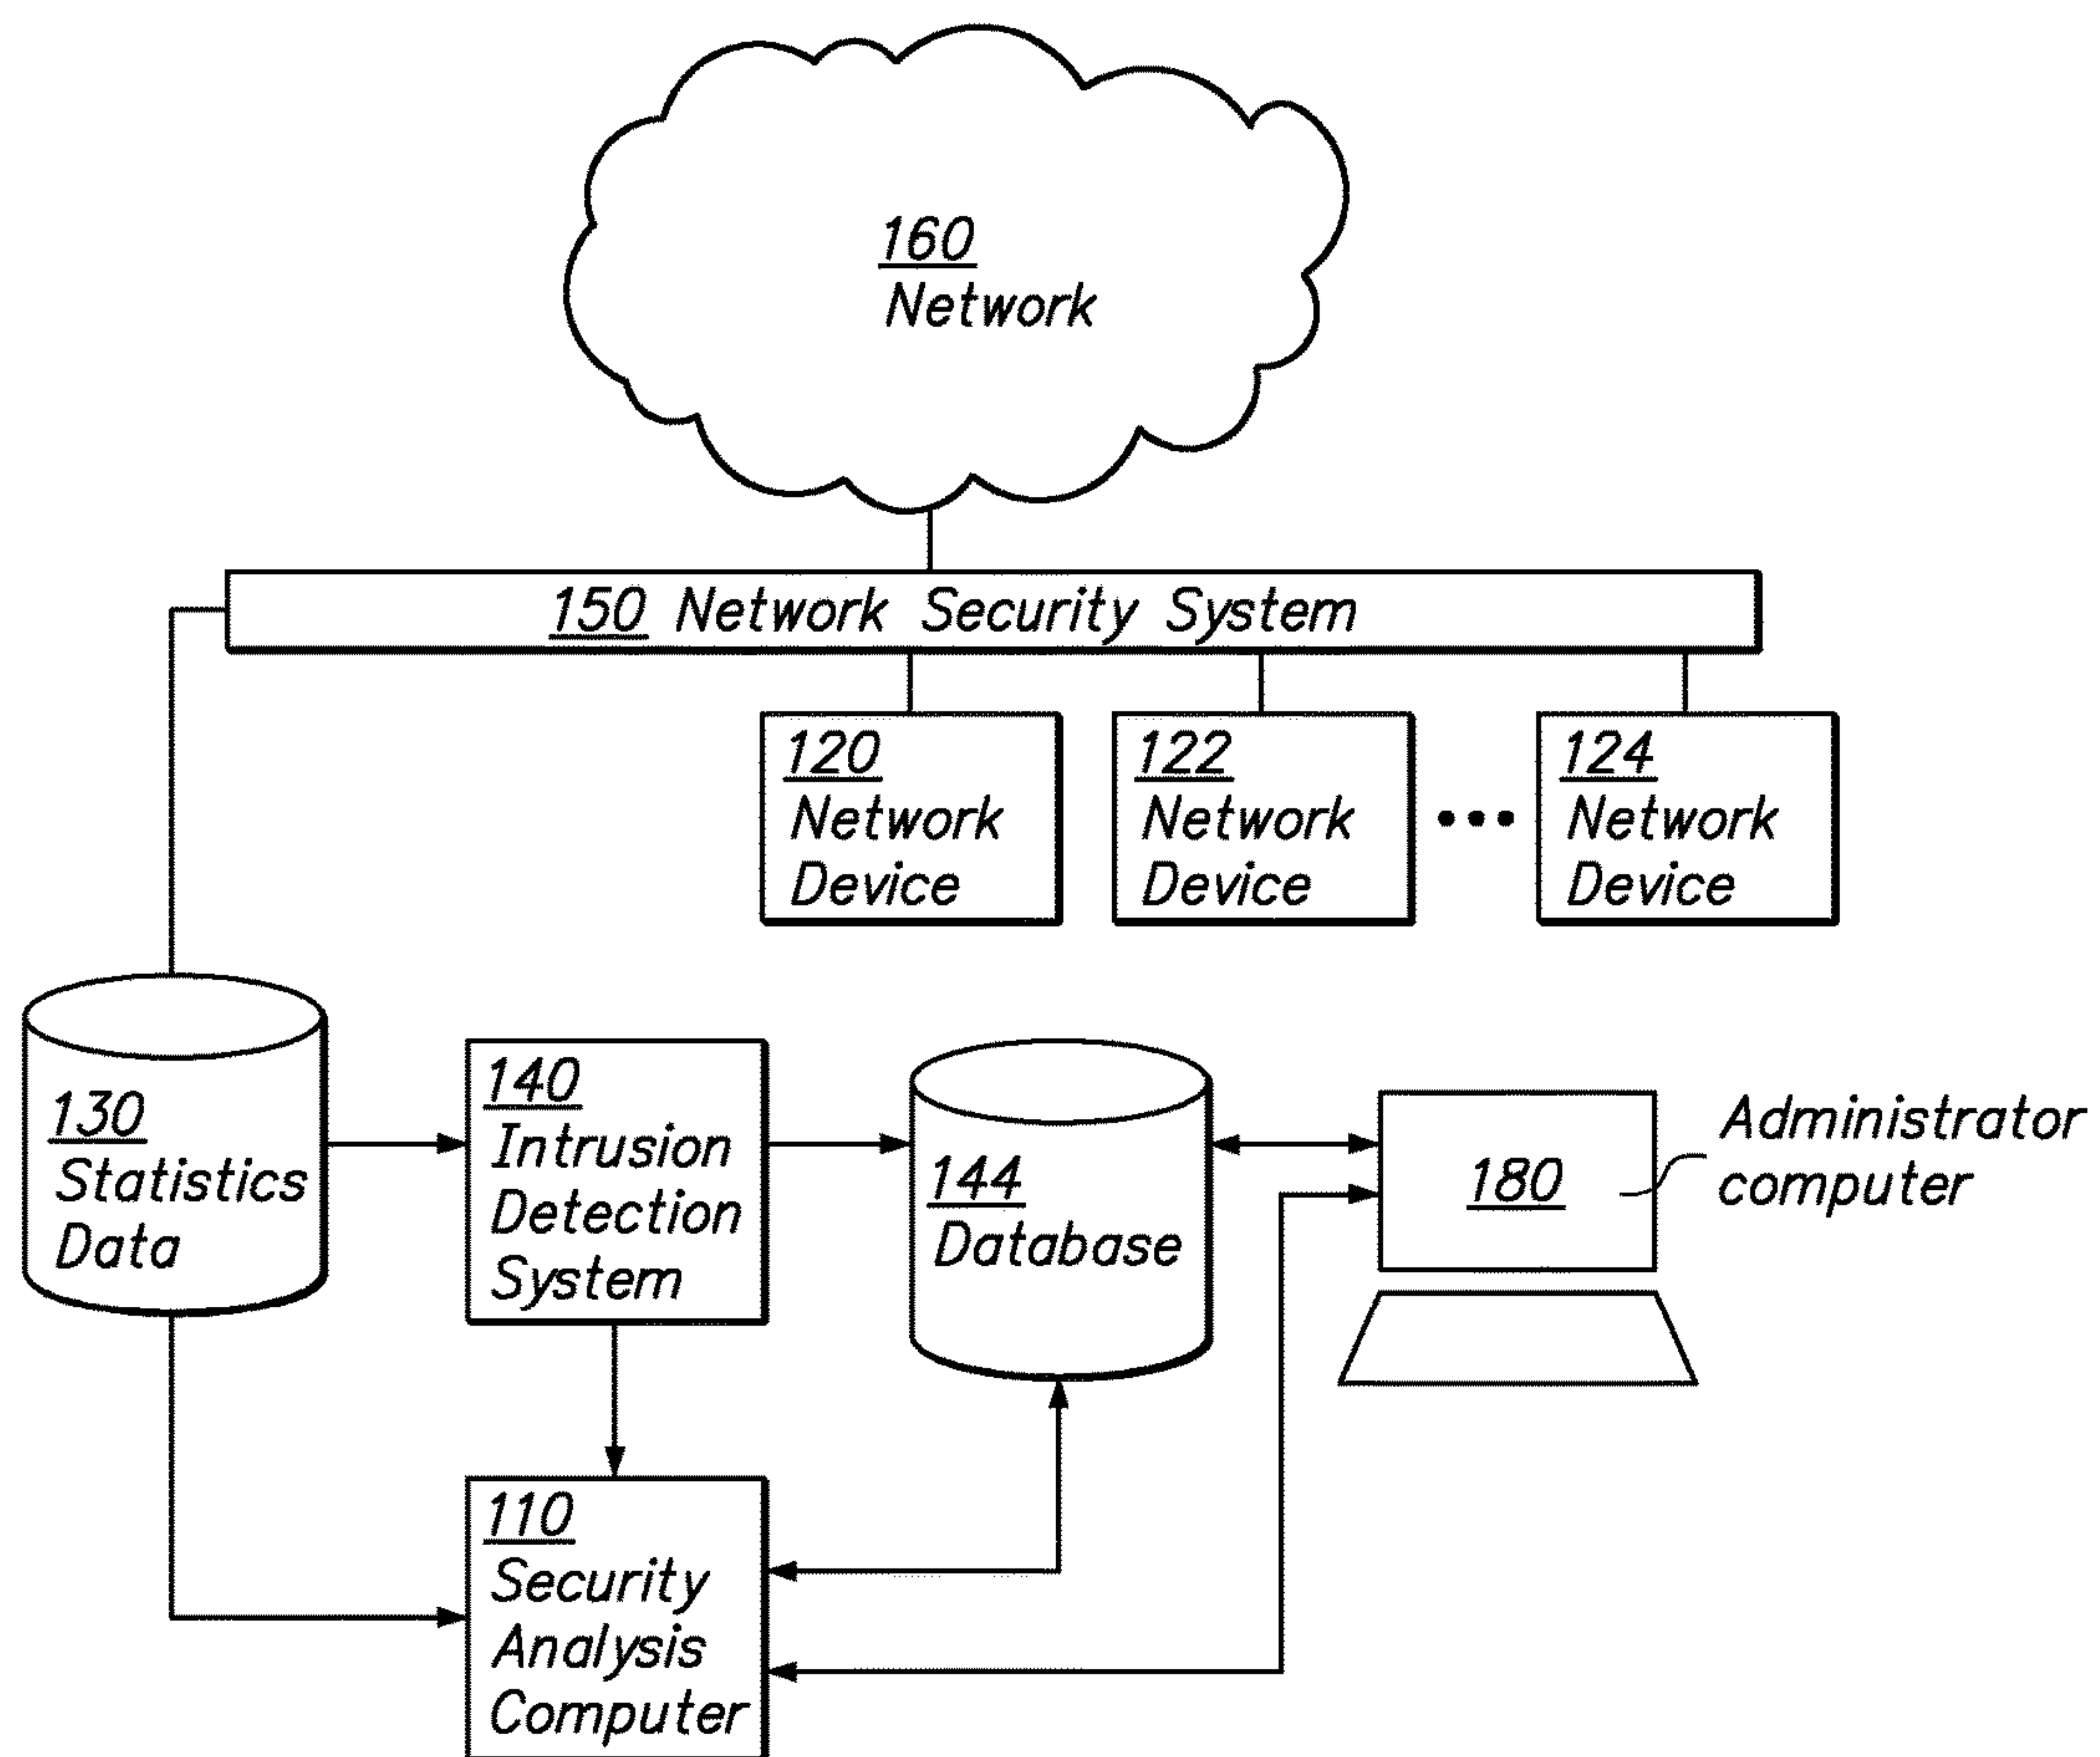 160
Network
150 Network Security System
120
Network
Device
122
Network
Device
124
Network
Device
130
Statistics
Data
140
Intrusion
Detection
System
144
Database
180
Administrator
computer
110
Security
Analysis
Computer